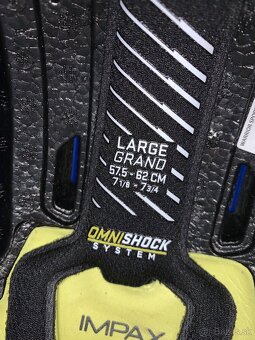 LARGE
GRAND
57.5 - 62 CM
7 1/8 - 7 3/4
OMNISHOCK
SYSTEM
IMPAX